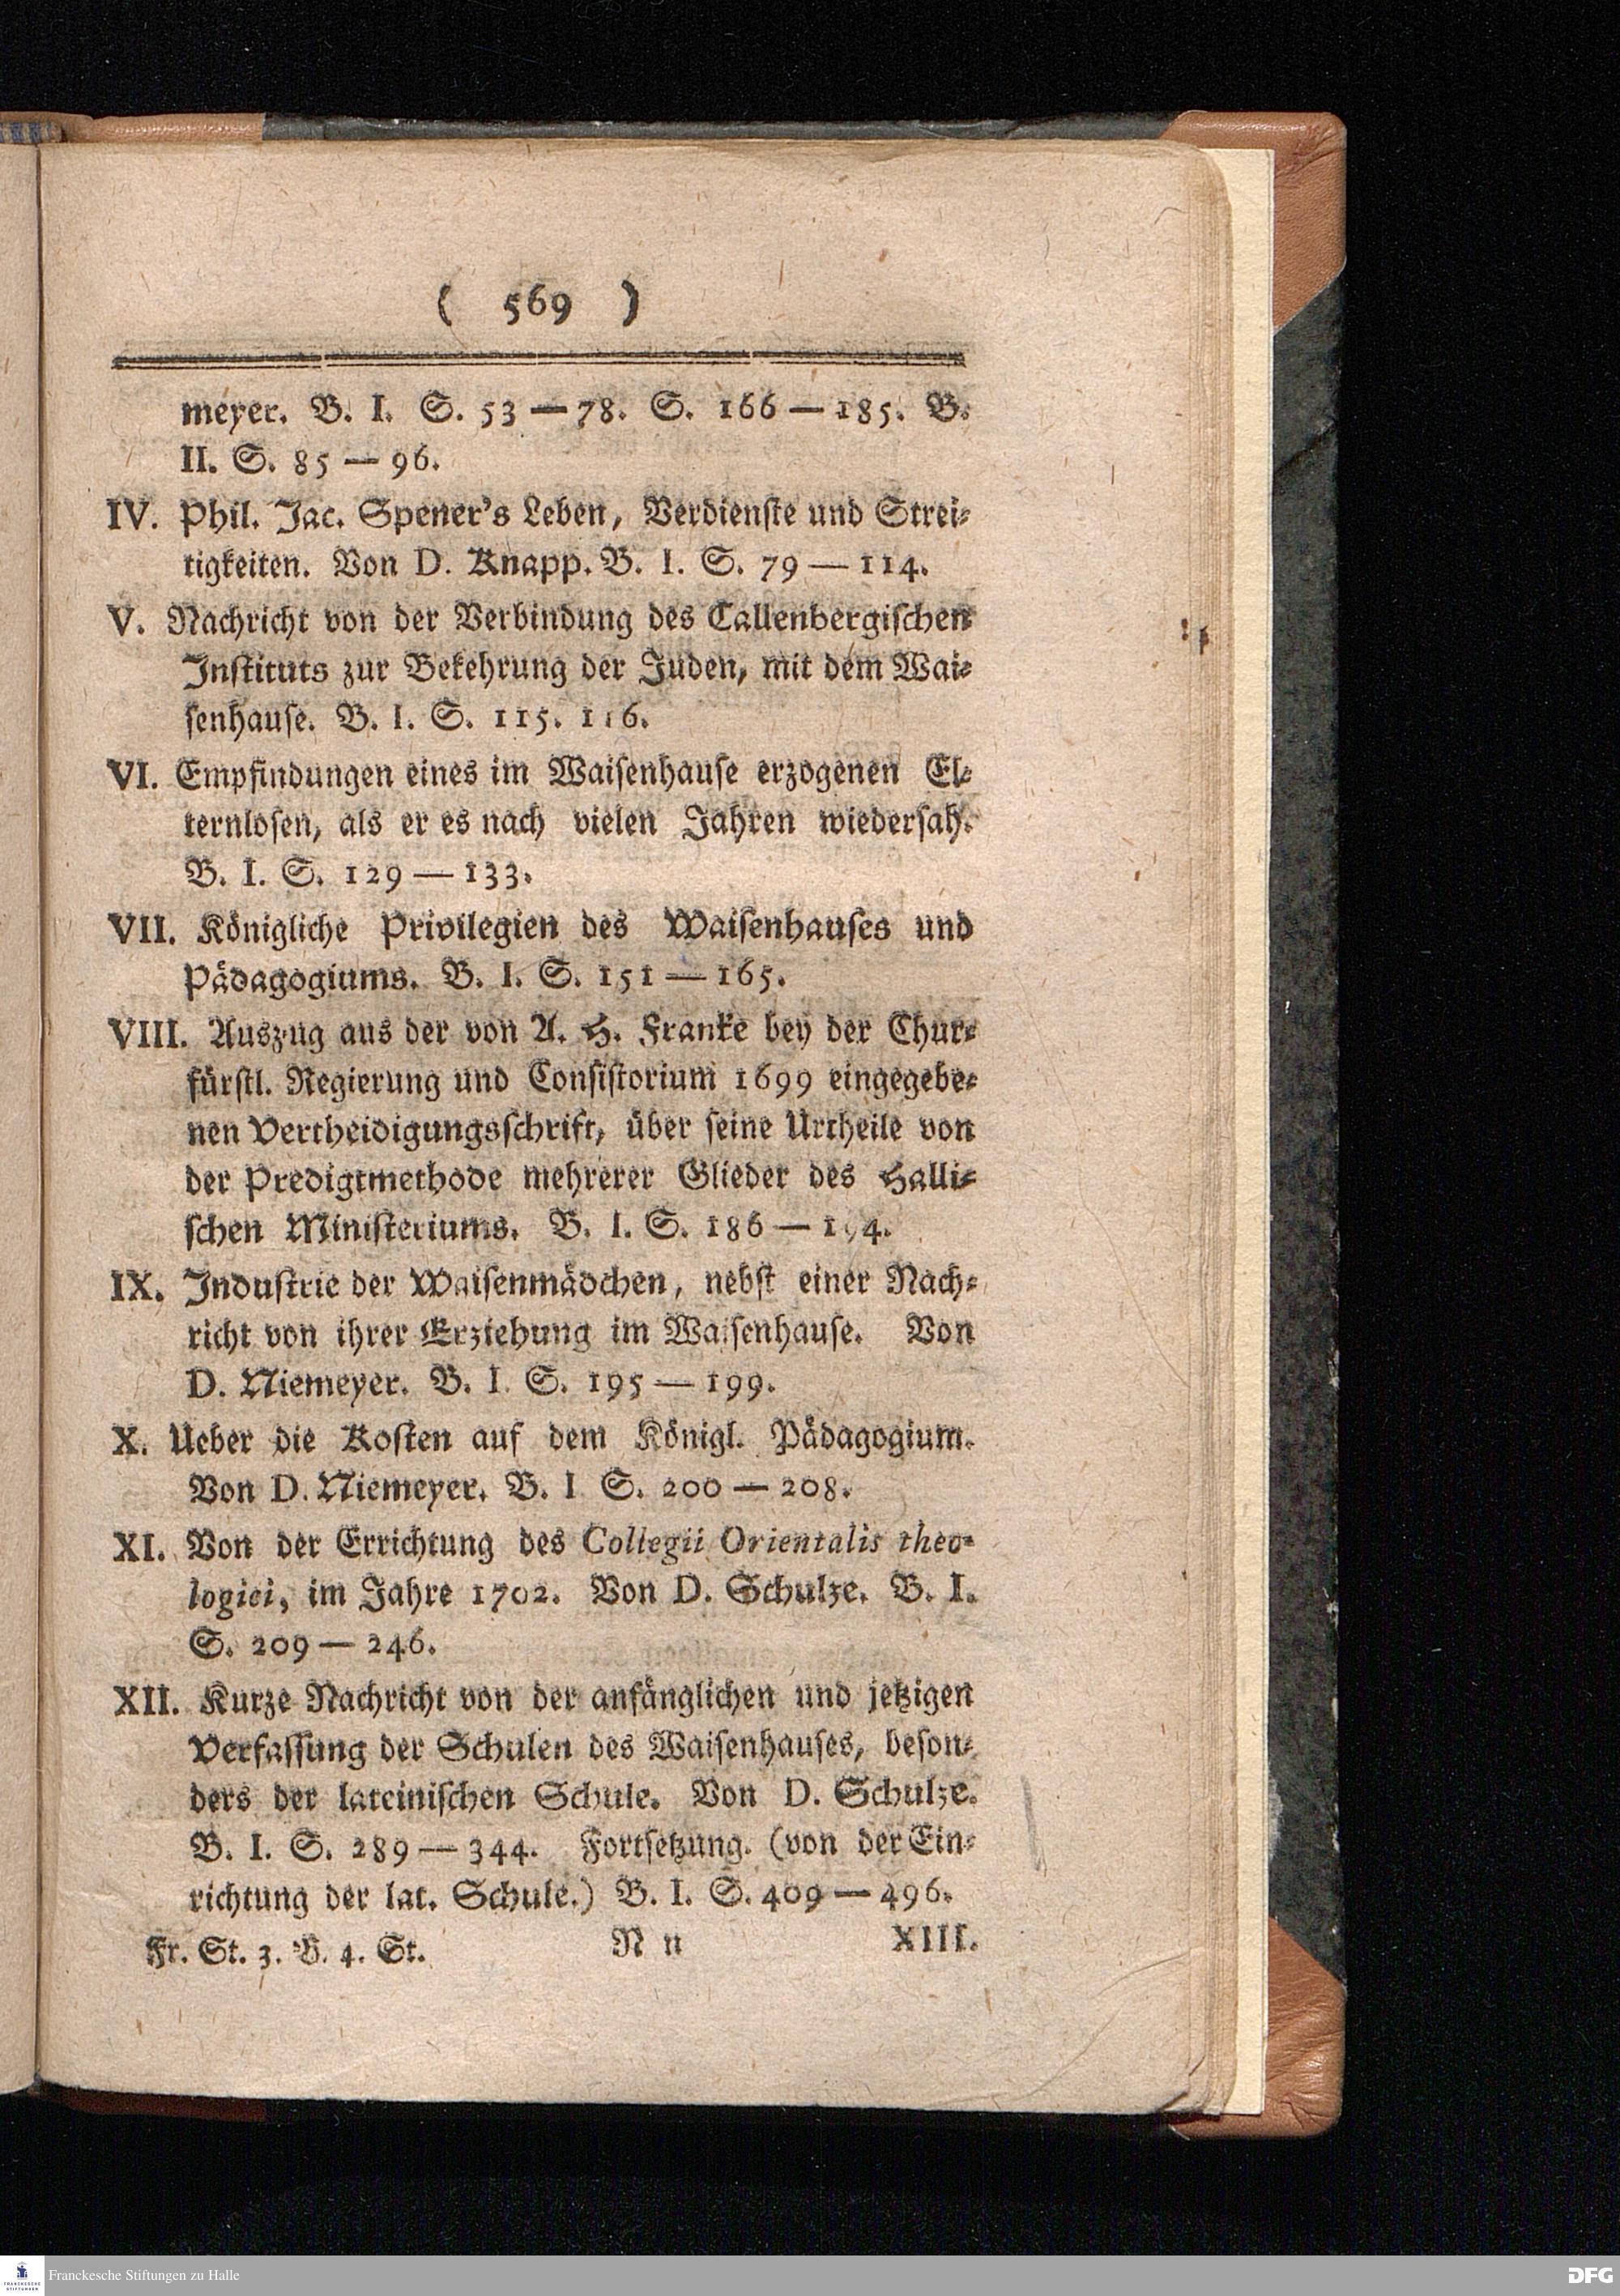 ( 569 )
meyer. B. I. S. 53 — 78. S. 166 — 185. B.
II. S. 85 — 96.
IV. Phil. Jac. Spener's Leben, Verdienste und Strei-
tigkeiten. Von D. Knapp. B. I. S. 79 — 114.
V. Nachricht von der Verbindung des Callenbergischen
Instituts zur Bekehrung der Juden, mit dem Wai-
senhause. B. I. S. 115. 116.
VI. Empfindungen eines im Waisenhause erzogenen El-
ternlosen, als er es nach vielen Jahren wiedersah.
B. I. S. 129 — 133.
VII. Königliche Privilegien des Waisenhauses und
Pädagogiums. B. I. S. 151 — 165.
VIII. Auszug aus der von A. H. Franke bey der Chur-
fürstl. Regierung und Consistorium 1699 eingegebe-
nen Vertheidigungsschrift, über seine Urtheile von
der Predigtmethode mehrerer Glieder des Halli-
schen Ministeriums. B. I. S. 186 — 194.
IX. Industrie der Waisenmädchen, nebst einer Nach-
richt von ihrer Erziehung im Waisenhause. Von
D. Niemeyer. B. I. S. 195 — 199.
X. Ueber die Kosten auf dem Königl. Pädagogium.
Von D. Niemeyer. B. I S. 200 — 208.
XI. Von der Errichtung des Collegii Orientalis theo-
logici, im Jahre 1702. Von D. Schulze. B. I.
S. 209 — 246.
XII. Kurze Nachricht von der anfänglichen und jetzigen
Verfassung der Schulen des Waisenhauses, beson-
ders der lateinischen Schule. Von D. Schulze.
B. I. S. 289 — 344. Fortsetzung. (von der Ein-
richtung der lat. Schule.) B. I. S. 409 — 496.
Fr. St. 3. B. 4. St. N n XIII.
FRANCKESCHE STIFTUNGEN
Franckesche Stiftungen zu Halle
DFG